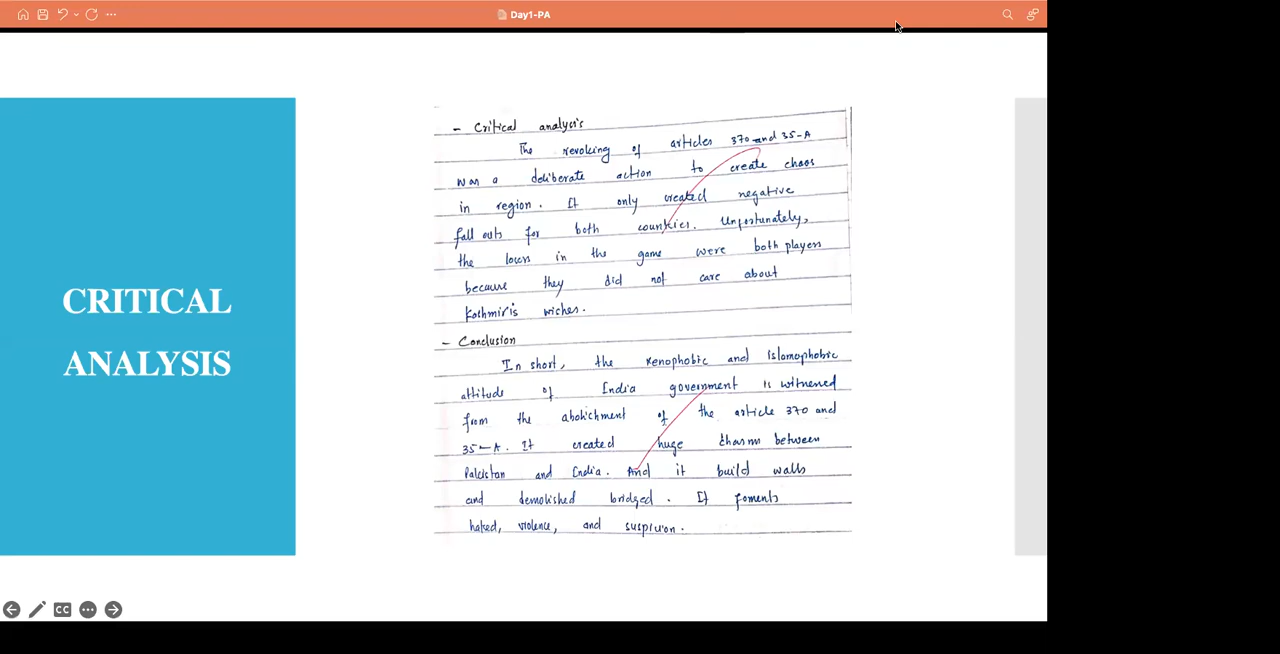 Day1-PA
CRITICAL
ANALYSIS
- Critical analysis
The revoking of articles 370 and 35-A
was a deliberate action to create chaos
in region. It only created negative
fall outs for both countries. Unfortunately,
the losers in the game were both players
because they did not care about
Kashmiris wishes.
- Conclusion
In short, the xenophobic and islamophobic
attitude of India government is witnessed
from the abolishment of the article 370 and
35-A. It created huge chasm between
Pakistan and India. And it build walls
and demolished bridged. It foments
hatred, violence, and suspicion.
CC